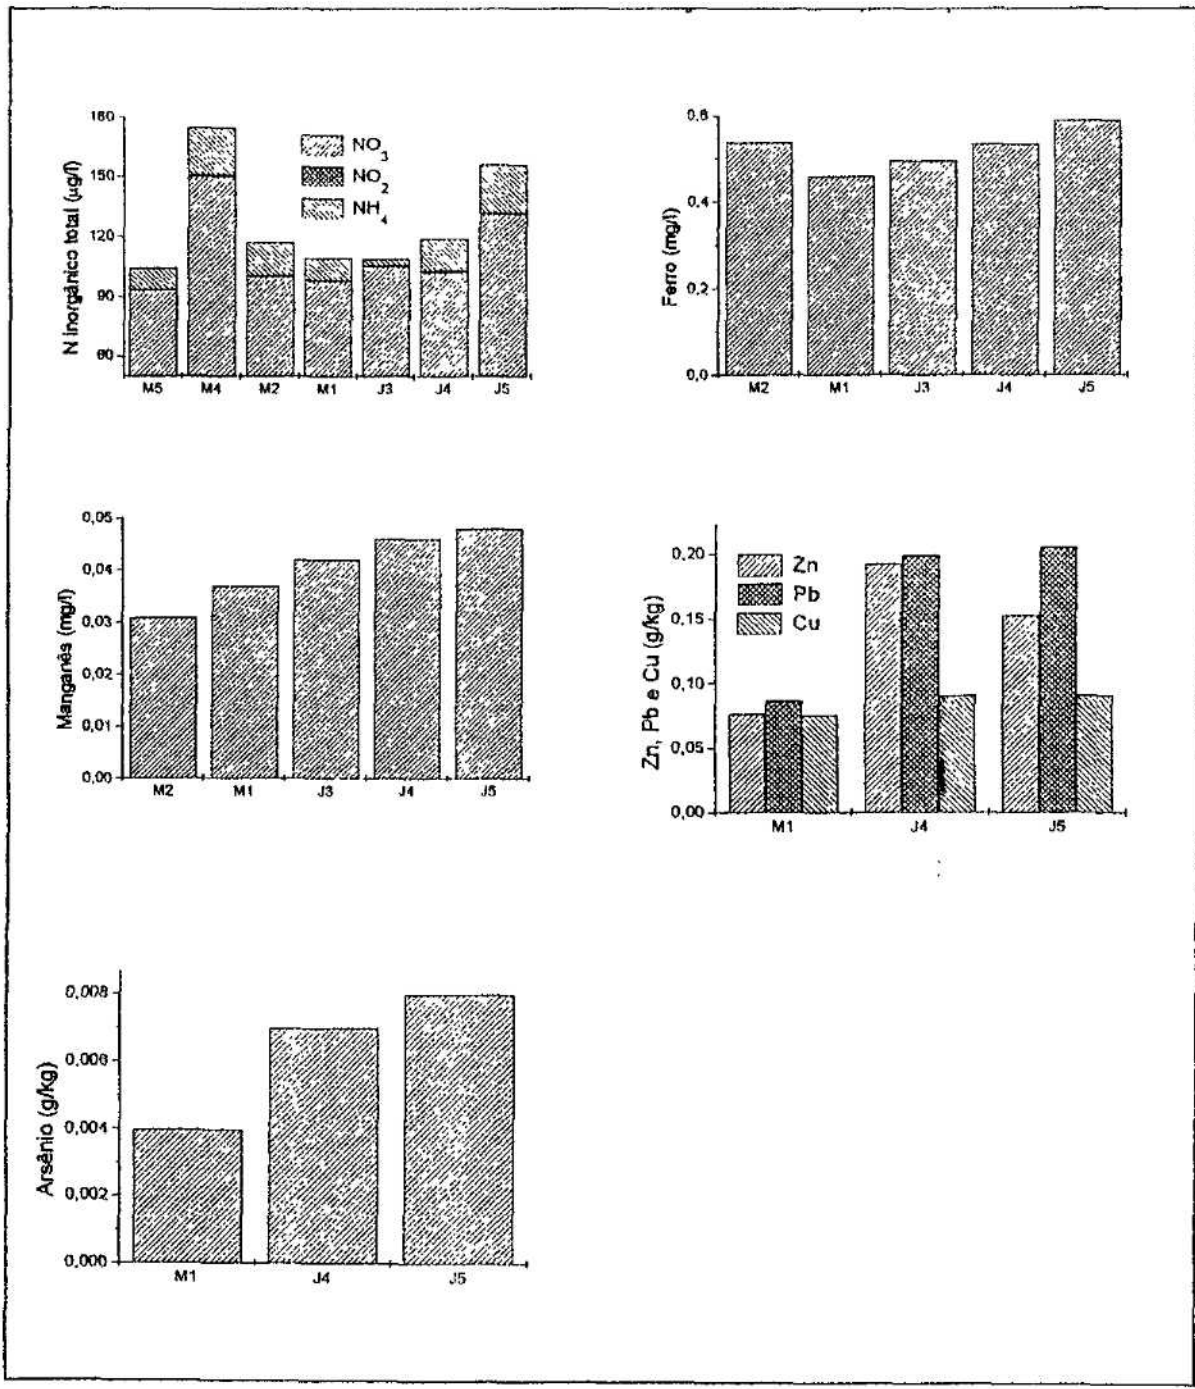 N inorgânico total (µg/l)
180
150
120
90
60
NO3
NO2
NH4
M5 M4 M2 M1 J3 J4 J5
Ferro (mg/l)
0,6
0,4
0,2
0,0
M2 M1 J3 J4 J5
Manganês (mg/l)
0,05
0,04
0,03
0,02
0,01
0,00
M2 M1 J3 J4 J5
Zn, Pb e Cu (g/kg)
0,20
0,15
0,10
0,05
0,00
Zn
Pb
Cu
M1 J4 J5
Arsênio (g/kg)
0,008
0,006
0,004
0,002
0,000
M1 J4 J5